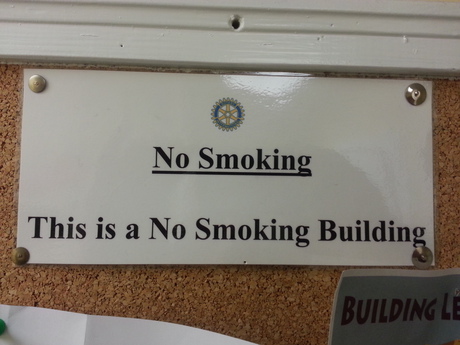 No Smoking
This is a No Smoking Building
BUILDING